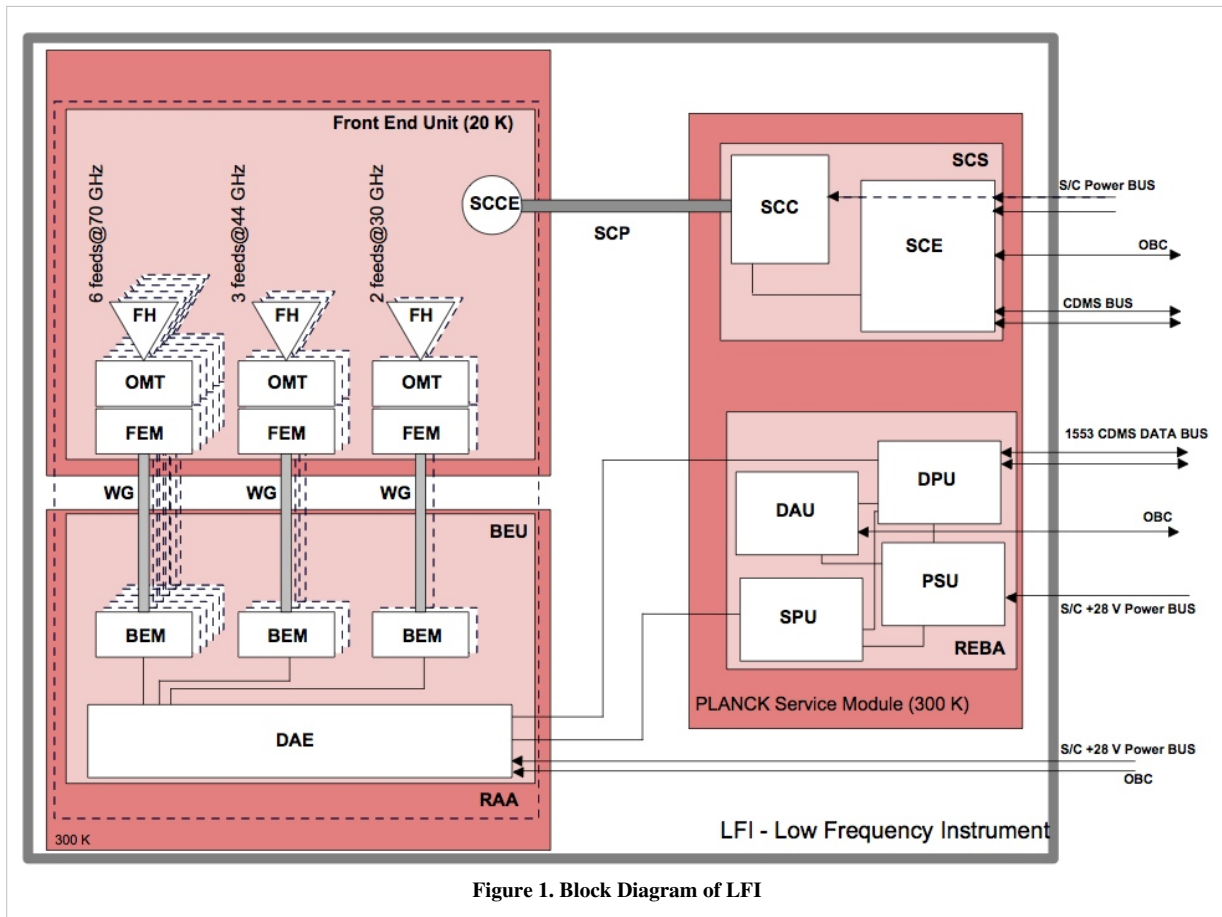 Front End Unit (20 K)
6 feeds@70 GHz
3 feeds@44 GHz
2 feeds@30 GHz
SCCE
SCP
FH
FH
FH
OMT
OMT
OMT
FEM
FEM
FEM
WG
WG
WG
BEU
BEM
BEM
BEM
DAE
RAA
300 K
SCS
SCC
SCE
S/C Power BUS
OBC
CDMS BUS
DPU
DAU
PSU
SPU
REBA
1553 CDMS DATA BUS
OBC
S/C +28 V Power BUS
PLANCK Service Module (300 K)
S/C +28 V Power BUS
OBC
LFI - Low Frequency Instrument
Figure 1. Block Diagram of LFI